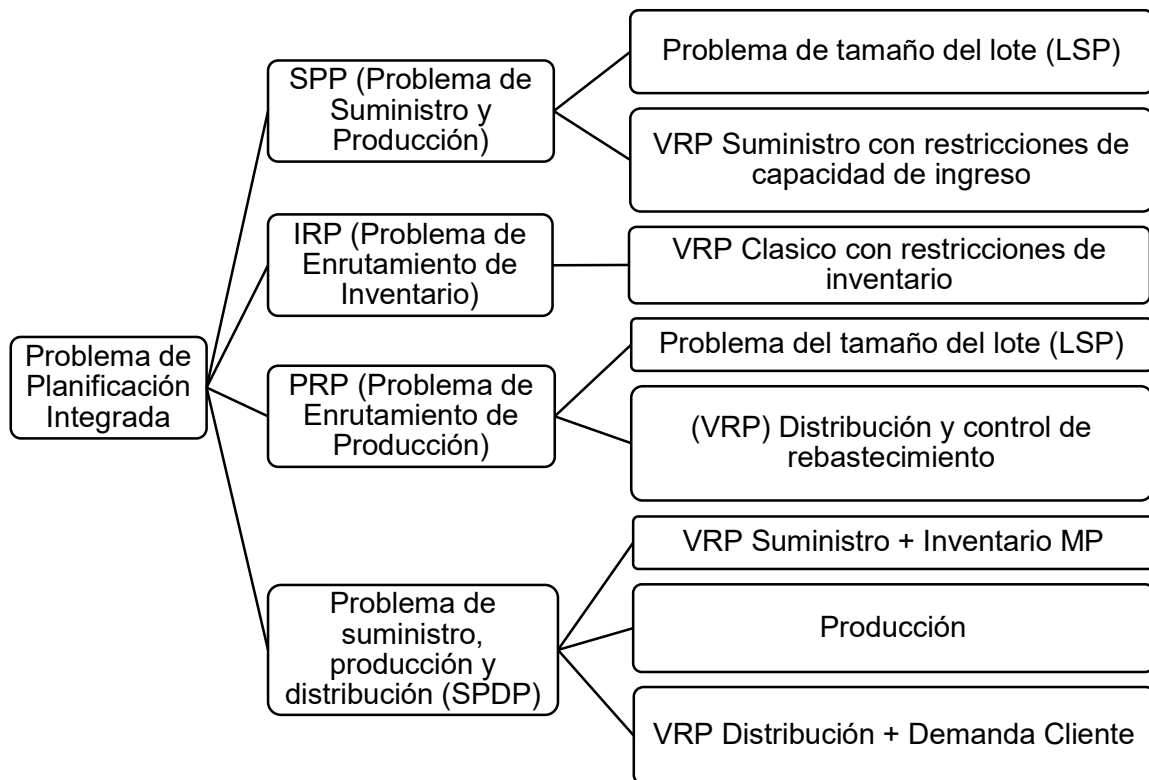 Problema de
Planificación
Integrada
SPP (Problema de
Suministro y
Producción)
Problema de tamaño del lote (LSP)
VRP Suministro con restricciones de
capacidad de ingreso
IRP (Problema de
Enrutamiento de
Inventario)
VRP Clasico con restricciones de
inventario
PRP (Problema de
Enrutamiento de
Producción)
Problema del tamaño del lote (LSP)
(VRP) Distribución y control de
rebastecimiento
Problema de
suministro,
producción y
distribución (SPDP)
VRP Suministro + Inventario MP
Producción
VRP Distribución + Demanda Cliente